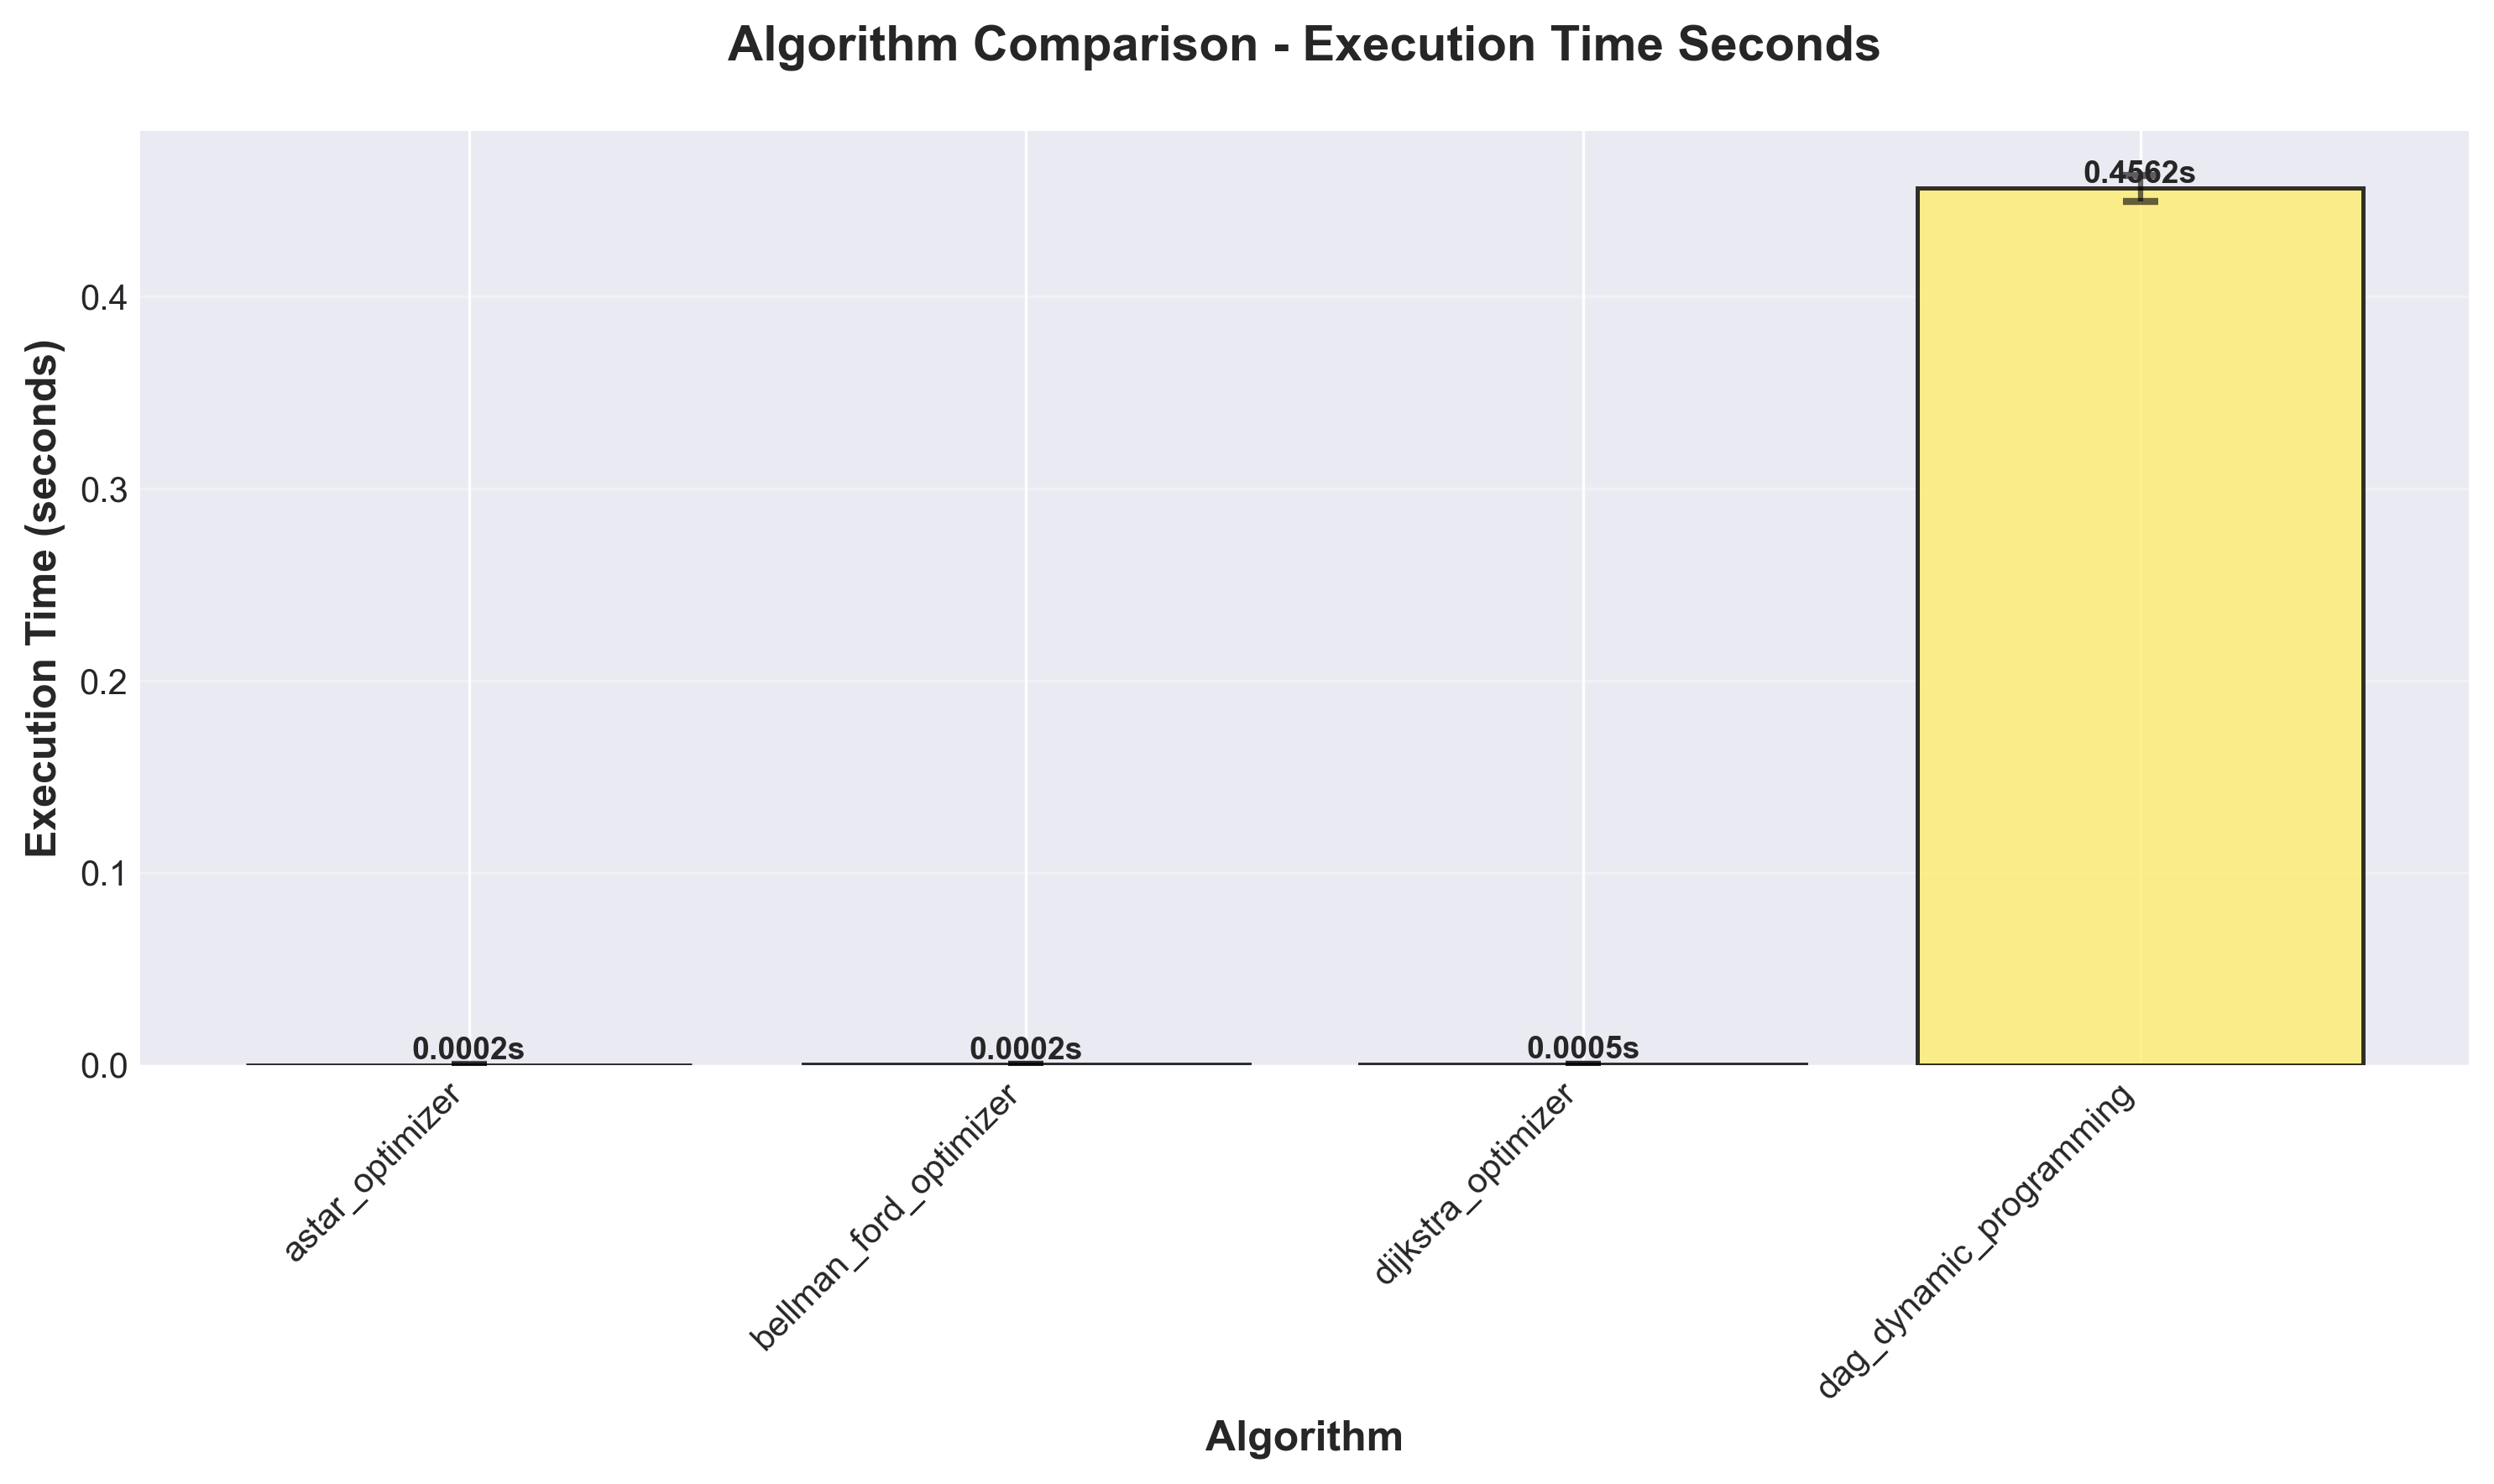 Algorithm Comparison - Execution Time Seconds
Execution Time (seconds)
0.4
0.3
0.2
0.1
0.0
0.0002s
0.0002s
0.0005s
0.4562s
astar_optimizer
bellman_ford_optimizer
dijkstra_optimizer
dag_dynamic_programming
Algorithm